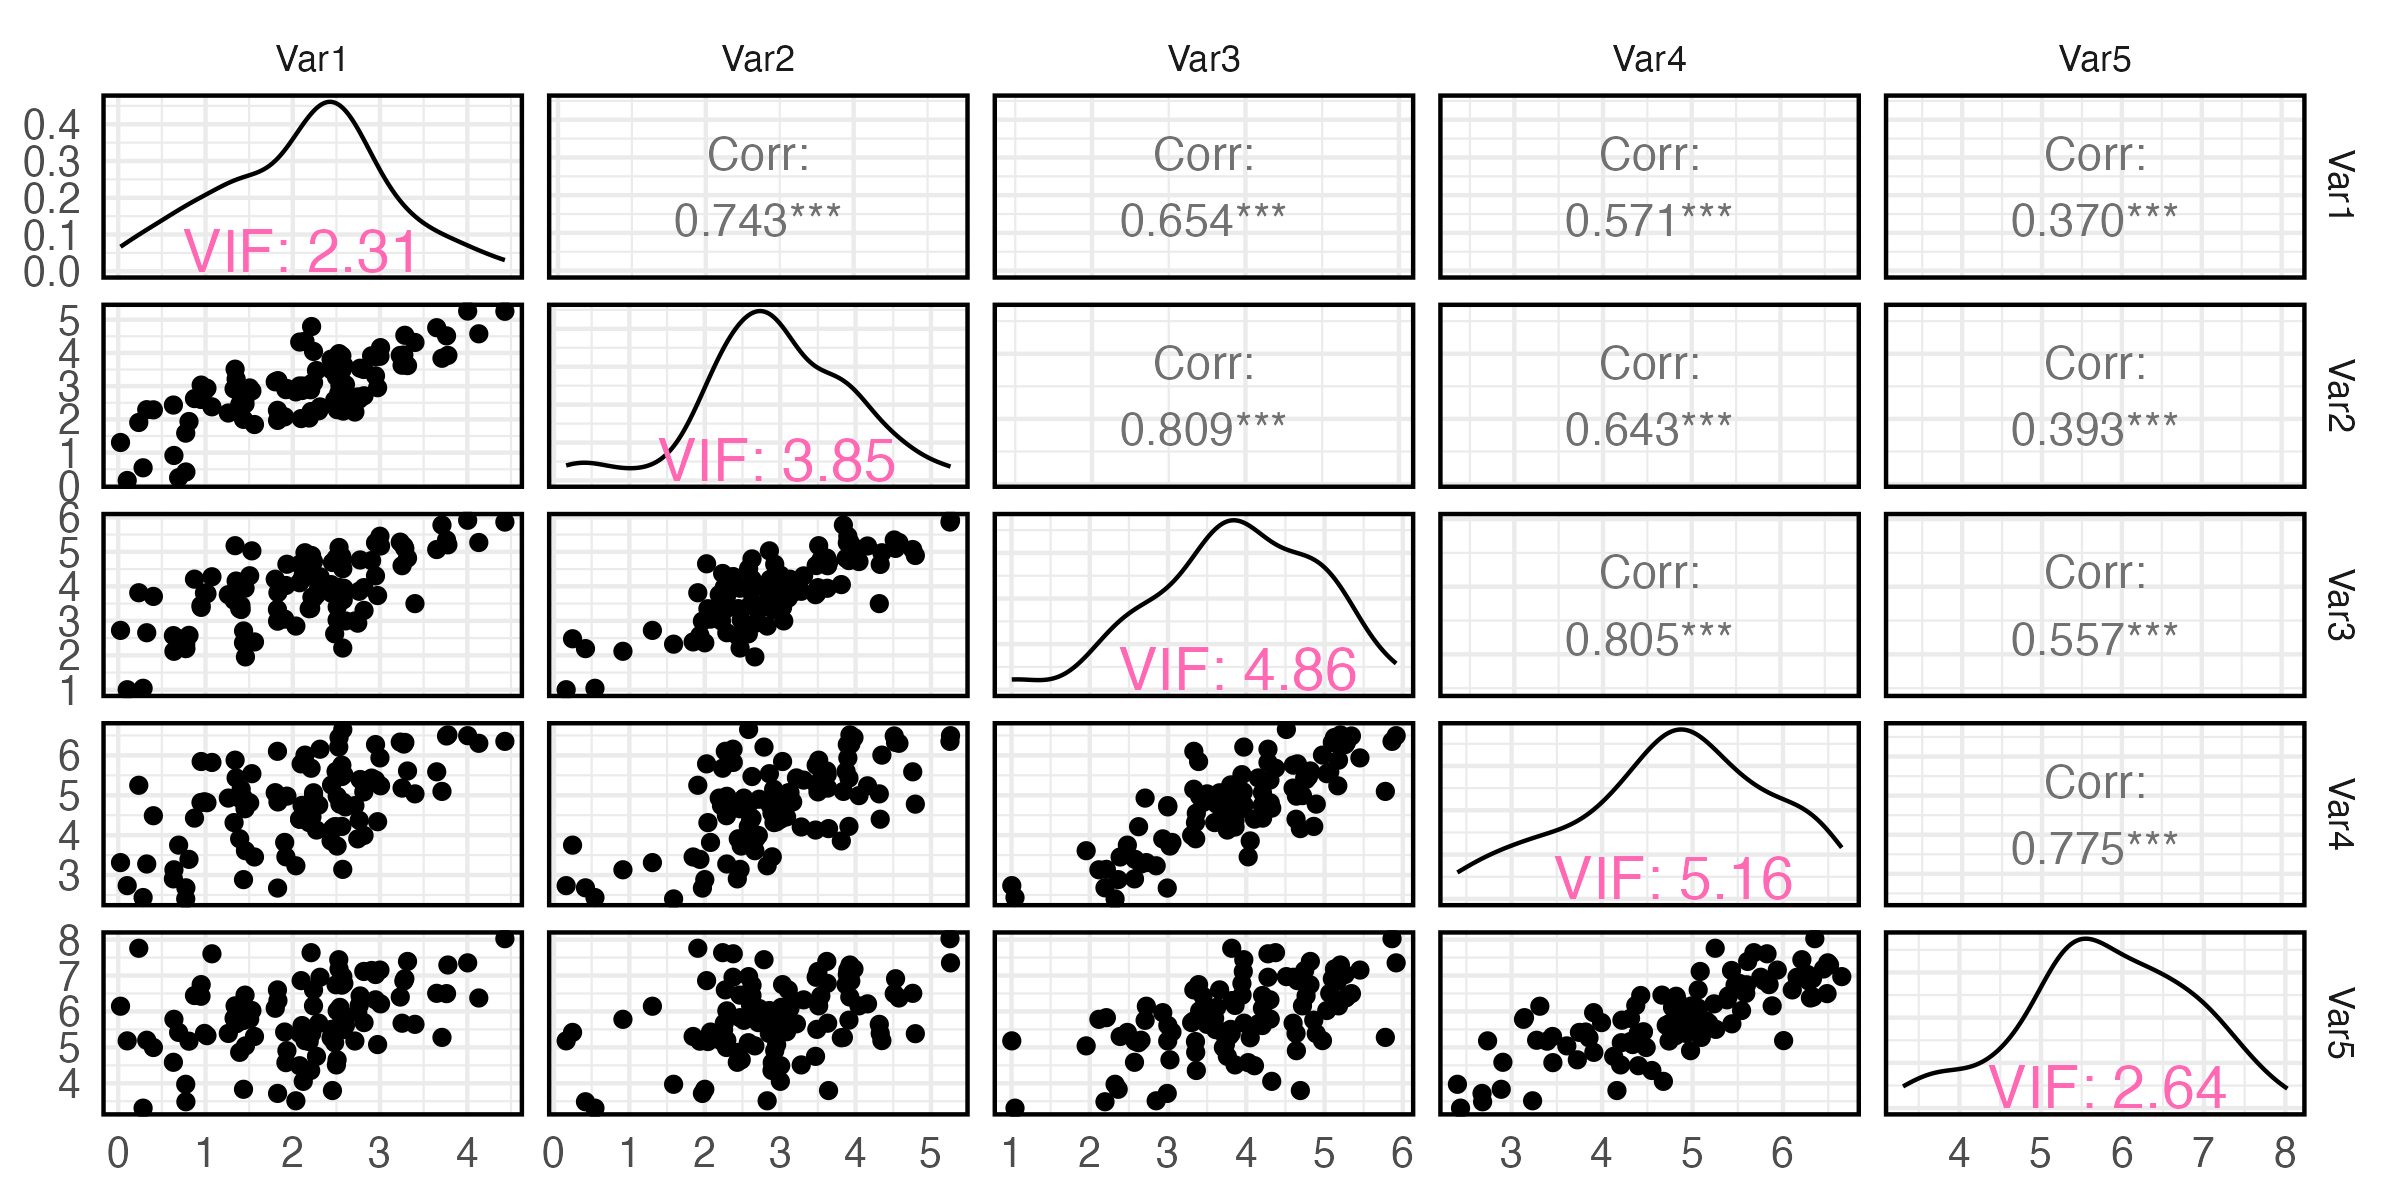 Var1 Var2 Var3 Var4 Var5
0.4
0.3
0.2
0.1
0.0
VIF: 2.31
Corr:
0.743***
Corr:
0.654***
Corr:
0.571***
Corr:
0.370***
Var1
5
4
3
2
1
0
VIF: 3.85
Corr:
0.809***
Corr:
0.643***
Corr:
0.393***
Var2
6
5
4
3
2
1
VIF: 4.86
Corr:
0.805***
Corr:
0.557***
Var3
6
5
4
3
VIF: 5.16
Corr:
0.775***
Var4
8
7
6
5
4
VIF: 2.64
Var5
0 1 2 3 4
0 1 2 3 4 5
1 2 3 4 5 6
3 4 5 6
4 5 6 7 8